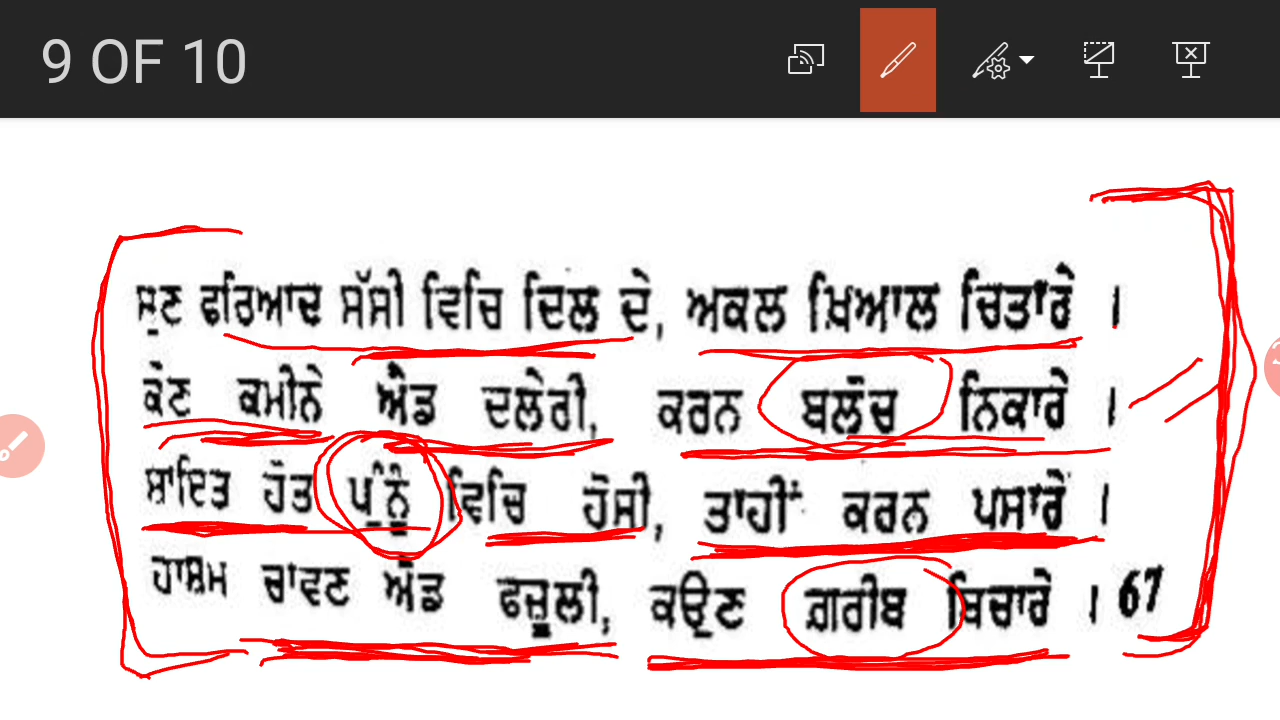 9 OF 10
ਸੁਣ ਫਰਿਆਦ ਸੱਸੀ ਵਿਚਿ ਦਿਲ ਦੇ, ਅਕਲ ਖ਼ਿਆਲ ਚਿਤਾਰੇ ।
ਕੌਣ ਕਮੀਨੇ ਐਡ ਦਲੇਰੀ, ਕਰਨ ਬਲੋਚ ਨਿਕਾਰੇ ।
ਸ਼ਾਇਤ ਹੋਤ ਪੁੰਨੂੰ ਵਿਚਿ ਹੋਸੀ, ਤਾਹੀਂ ਕਰਨ ਪਸਾਰੇ ।
ਹਾਸ਼ਮ ਚਾਵਣ ਐਡ ਫਜ਼ੂਲੀ, ਕਉਣ ਗ਼ਰੀਬ ਬਿਚਾਰੇ । 67